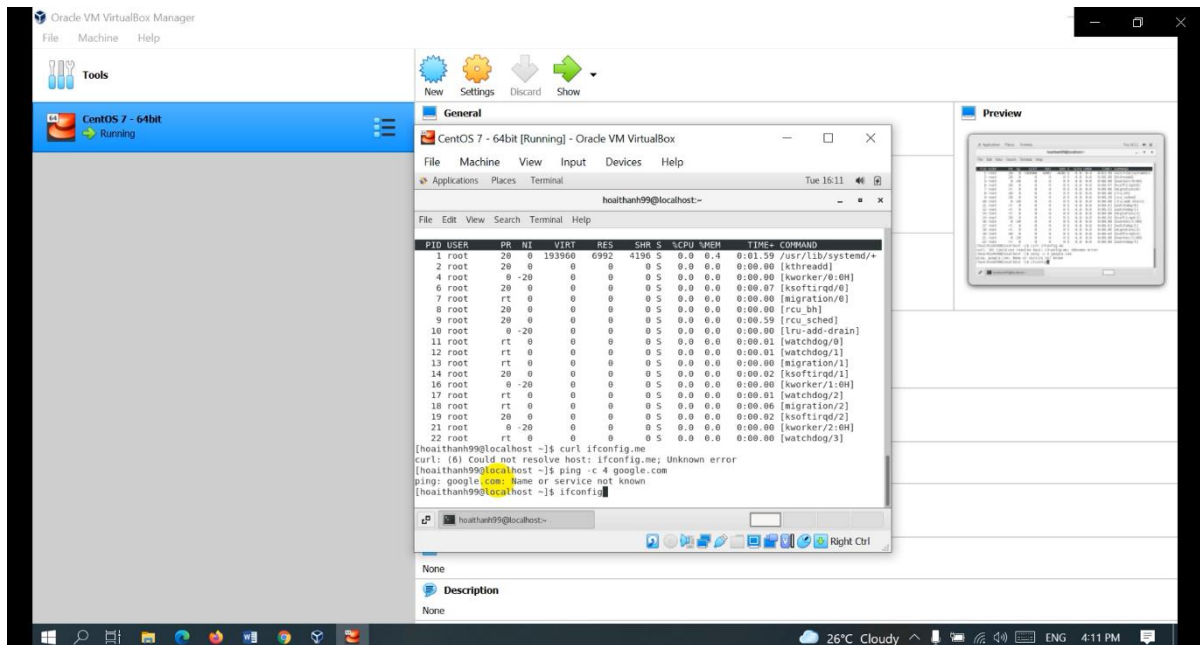 Oracle VM VirtualBox Manager
File Machine Help
Tools
New Settings Discard Show
CentOS 7 - 64bit
Running
General
Preview
CentOS 7 - 64bit [Running] - Oracle VM VirtualBox
File Machine View Input Devices Help
Applications Places Terminal Tue 16:11
hoaithanh99@localhost:~
File Edit View Search Terminal Help
PID USER PR NI VIRT RES SHR S %CPU %MEM TIME+ COMMAND
1 root 20 0 193960 6992 4196 S 0.0 0.4 0:01.59 /usr/lib/systemd/+
2 root 20 0 0 0 0 S 0.0 0.0 0:00.00 [kthreadd]
4 root 0 -20 0 0 0 S 0.0 0.0 0:00.00 [kworker/0:0H]
6 root 20 0 0 0 0 S 0.0 0.0 0:00.07 [ksoftirqd/0]
7 root rt 0 0 0 0 S 0.0 0.0 0:00.00 [migration/0]
8 root 20 0 0 0 0 S 0.0 0.0 0:00.00 [rcu_bh]
9 root 20 0 0 0 0 S 0.0 0.0 0:00.59 [rcu_sched]
10 root 0 -20 0 0 0 S 0.0 0.0 0:00.00 [lru-add-drain]
11 root rt 0 0 0 0 S 0.0 0.0 0:00.01 [watchdog/0]
12 root rt 0 0 0 0 S 0.0 0.0 0:00.01 [watchdog/1]
13 root rt 0 0 0 0 S 0.0 0.0 0:00.00 [migration/1]
14 root 20 0 0 0 0 S 0.0 0.0 0:00.02 [ksoftirqd/1]
16 root 0 -20 0 0 0 S 0.0 0.0 0:00.00 [kworker/1:0H]
17 root rt 0 0 0 0 S 0.0 0.0 0:00.01 [watchdog/2]
18 root rt 0 0 0 0 S 0.0 0.0 0:00.06 [migration/2]
19 root 20 0 0 0 0 S 0.0 0.0 0:00.02 [ksoftirqd/2]
21 root 0 -20 0 0 0 S 0.0 0.0 0:00.00 [kworker/2:0H]
22 root rt 0 0 0 0 S 0.0 0.0 0:00.00 [watchdog/3]
[hoaithanh99@localhost ~]$ curl ifconfig.me
curl: (6) Could not resolve host: ifconfig.me; Unknown error
[hoaithanh99@localhost ~]$ ping -c 4 google.com
ping: google.com: Name or service not known
[hoaithanh99@localhost ~]$ ifconfig
hoaithanh99@localhost:~
Right Ctrl
None
Description
None
26°C Cloudy ENG 4:11 PM